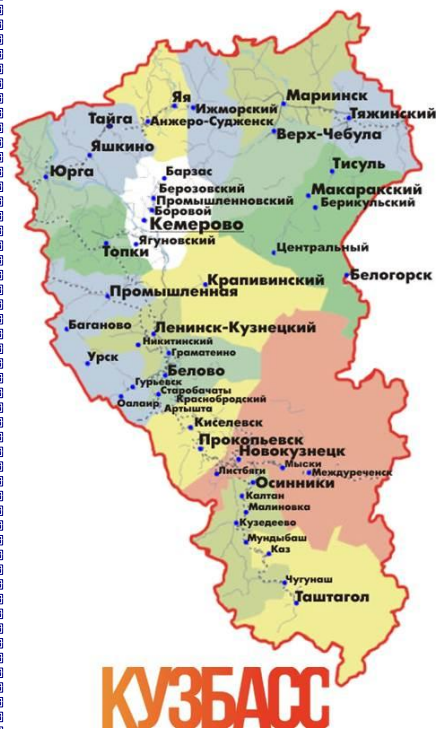 Яя
Ижморский
Мариинск
Тяжинский
Тайга
Анжеро-Судженск
Верх-Чебула
Яшкино
Юрга
Барзас
Тисуль
Берозовский
Макаракский
Промышленновский
Берикульский
Боровой
Кемерово
Ягуновский
Топки
Центральный
Белогорск
Крапивинский
Промышленная
Баганово
Ленинск-Кузнецкий
Никитинский
Граматеино
Урск
Белово
Гурьевск
Старобачаты
Оалаир
Краснобродский
Артышта
Киселевск
Прокопьевск
Новокузнецк
Мыски
Листвяги
Междуреченск
Осинники
Калтан
Малиновка
Кузедеево
Мундыбаш
Каз
Чугунаш
Таштагол
КУЗБАСС